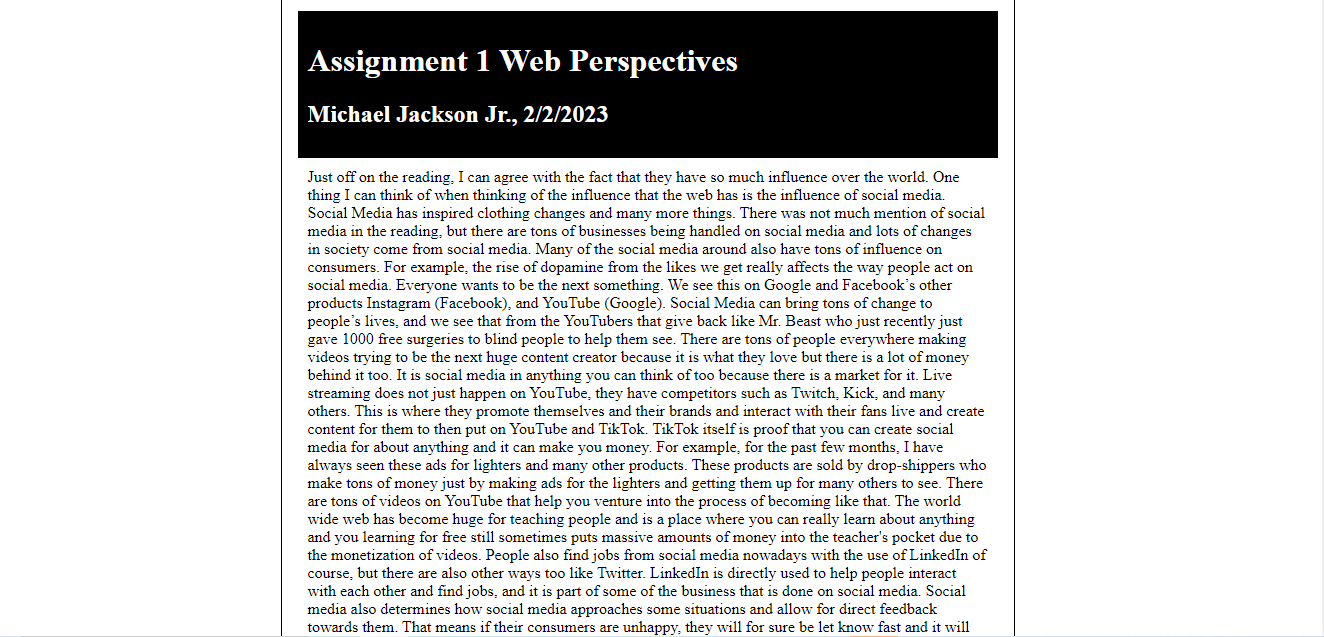 Assignment 1 Web Perspectives
Michael Jackson Jr., 2/2/2023
Just off on the reading, I can agree with the fact that they have so much influence over the world. One
thing I can think of when thinking of the influence that the web has is the influence of social media.
Social Media has inspired clothing changes and many more things. There was not much mention of social
media in the reading, but there are tons of businesses being handled on social media and lots of changes
in society come from social media. Many of the social media around also have tons of influence on
consumers. For example, the rise of dopamine from the likes we get really affects the way people act on
social media. Everyone wants to be the next something. We see this on Google and Facebook’s other
products Instagram (Facebook), and YouTube (Google). Social Media can bring tons of change to
people’s lives, and we see that from the YouTubers that give back like Mr. Beast who just recently just
gave 1000 free surgeries to blind people to help them see. There are tons of people everywhere making
videos trying to be the next huge content creator because it is what they love but there is a lot of money
behind it too. It is social media in anything you can think of too because there is a market for it. Live
streaming does not just happen on YouTube, they have competitors such as Twitch, Kick, and many
others. This is where they promote themselves and their brands and interact with their fans live and create
content for them to then put on YouTube and TikTok. TikTok itself is proof that you can create social
media for about anything and it can make you money. For example, for the past few months, I have
always seen these ads for lighters and many other products. These products are sold by drop-shippers who
make tons of money just by making ads for the lighters and getting them up for many others to see. There
are tons of videos on YouTube that help you venture into the process of becoming like that. The world
wide web has become huge for teaching people and is a place where you can really learn about anything
and you learning for free still sometimes puts massive amounts of money into the teacher's pocket due to
the monetization of videos. People also find jobs from social media nowadays with the use of LinkedIn of
course, but there are also other ways too like Twitter. LinkedIn is directly used to help people interact
with each other and find jobs, and it is part of some of the business that is done on social media. Social
media also determines how social media approaches some situations and allow for direct feedback
towards them. That means if their consumers are unhappy, they will for sure be let know fast and it will